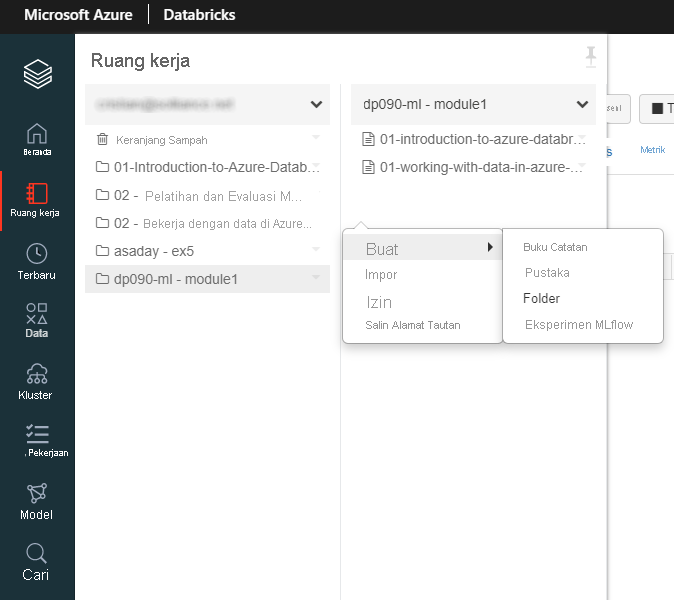 Microsoft Azure
Databricks
Beranda
Ruang kerja
Terbaru
Data
Kluster
. Pekerjaan
Model
Cari
Ruang kerja
Keranjang Sampah
01-Introduction-to-Azure-Datab...
02 - Pelatihan dan Evaluasi M...
02 - Bekerja dengan data di Azure...
asaday - ex5
dp090-ml - module1
dp090-ml - module1
01-introduction-to-azure-databr...
01-working-with-data-in-azure-...
Buat
Impor
Izin
Salin Alamat Tautan
Buku Catatan
Pustaka
Folder
Eksperimen MLflow
Metrik